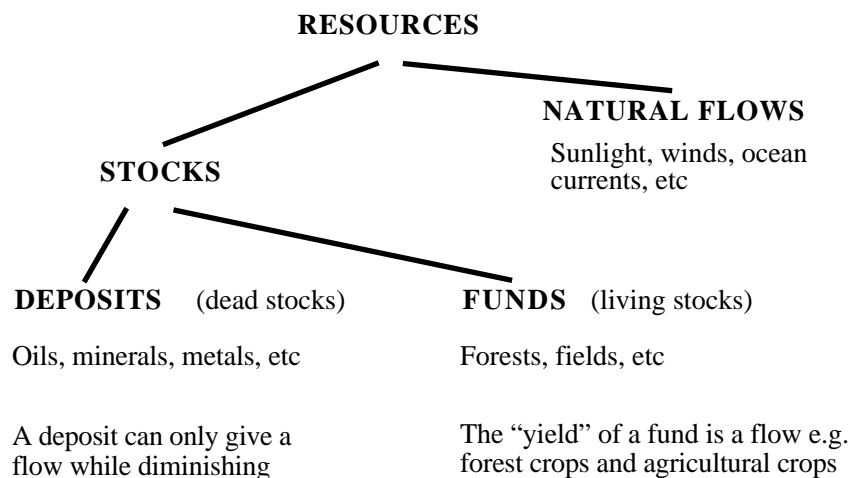 RESOURCES
NATURAL FLOWS
Sunlight, winds, ocean
currents, etc
STOCKS
DEPOSITS (dead stocks)
Oils, minerals, metals, etc
A deposit can only give a
flow while diminishing
FUNDS (living stocks)
Forests, fields, etc
The “yield” of a fund is a flow e.g.
forest crops and agricultural crops